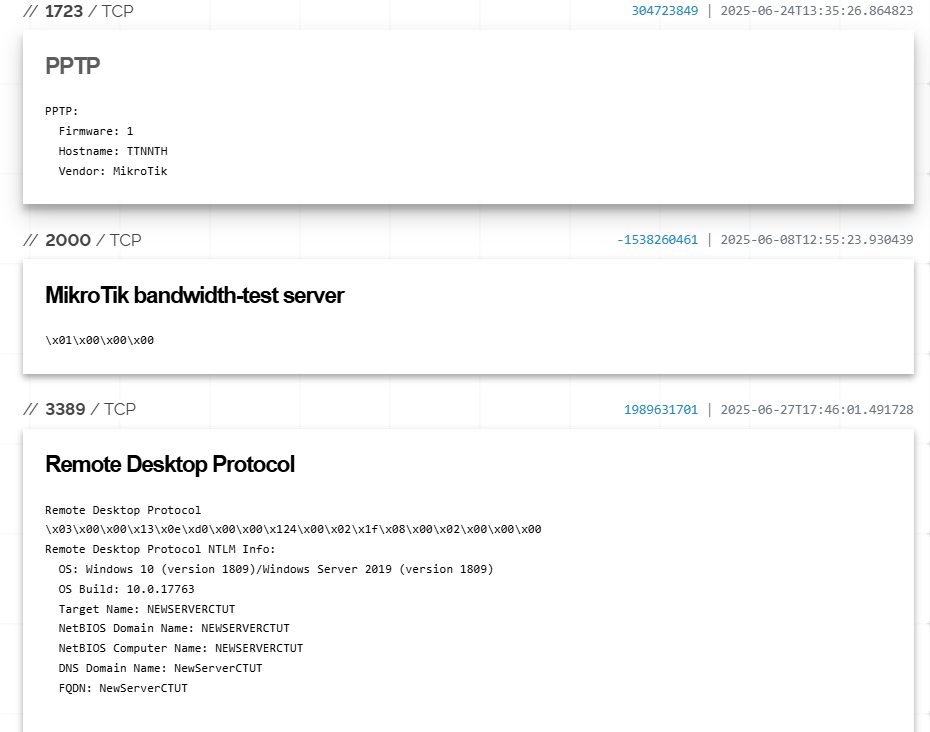 // 1723 / TCP 304723849 | 2025-06-24T13:35:26.864823
PPTP
PPTP:
Firmware: 1
Hostname: TTNNTH
Vendor: MikroTik
// 2000 / TCP -1538260461 | 2025-06-08T12:55:23.930439
MikroTik bandwidth-test server
\x01\x00\x00\x00
// 3389 / TCP 1989631701 | 2025-06-27T17:46:01.491728
Remote Desktop Protocol
Remote Desktop Protocol
\x03\x00\x00\x13\x0e\xd0\x00\x00\x124\x00\x02\x1f\x08\x00\x02\x00\x00\x00
Remote Desktop Protocol NTLM Info:
OS: Windows 10 (version 1809)/Windows Server 2019 (version 1809)
OS Build: 10.0.17763
Target Name: NEWSERVERCTUT
NetBIOS Domain Name: NEWSERVERCTUT
NetBIOS Computer Name: NEWSERVERCTUT
DNS Domain Name: NewServerCTUT
FQDN: NewServerCTUT